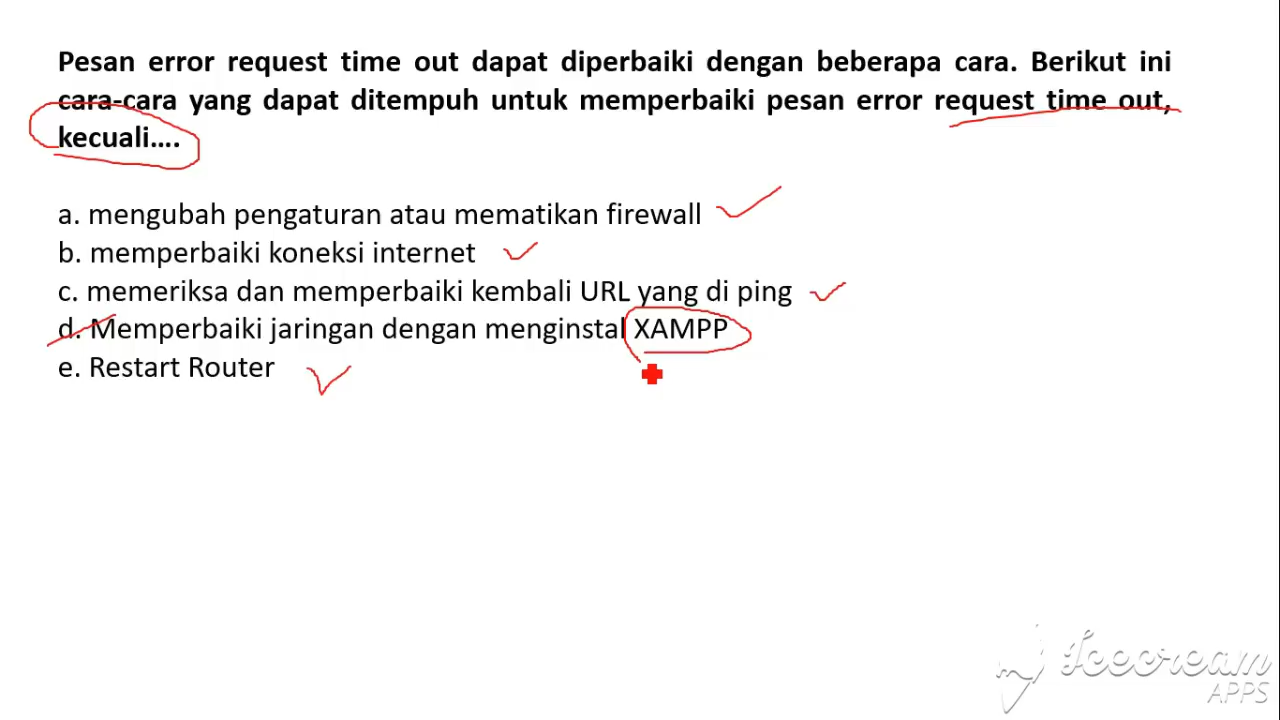 Pesan error request time out dapat diperbaiki dengan beberapa cara. Berikut ini
cara-cara yang dapat ditempuh untuk memperbaiki pesan error request time out,
kecuali....
a. mengubah pengaturan atau mematikan firewall
b. memperbaiki koneksi internet
c. memeriksa dan memperbaiki kembali URL yang di ping
d. Memperbaiki jaringan dengan menginstal XAMPP
e. Restart Router
Icecream
APPS